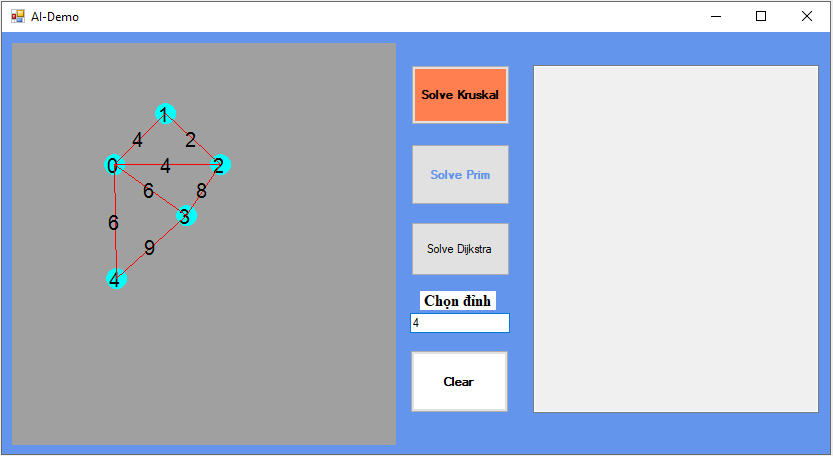 AI-Demo
1
4
2
0
4
2
6
8
3
6
9
4
Solve Kruskal
Solve Prim
Solve Dijkstra
Chọn đỉnh
4
Clear